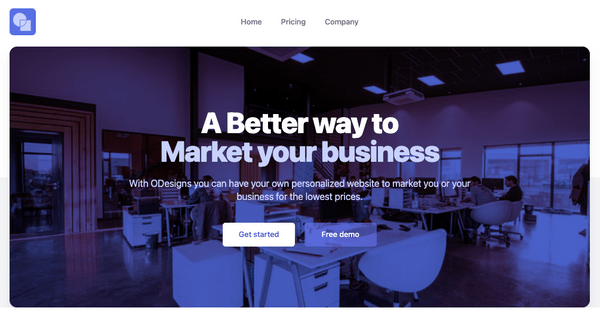 Home Pricing Company
A Better way to
Market your business
With ODesigns you can have your own personalized website to market you or your
business for the lowest prices.
Get started Free demo